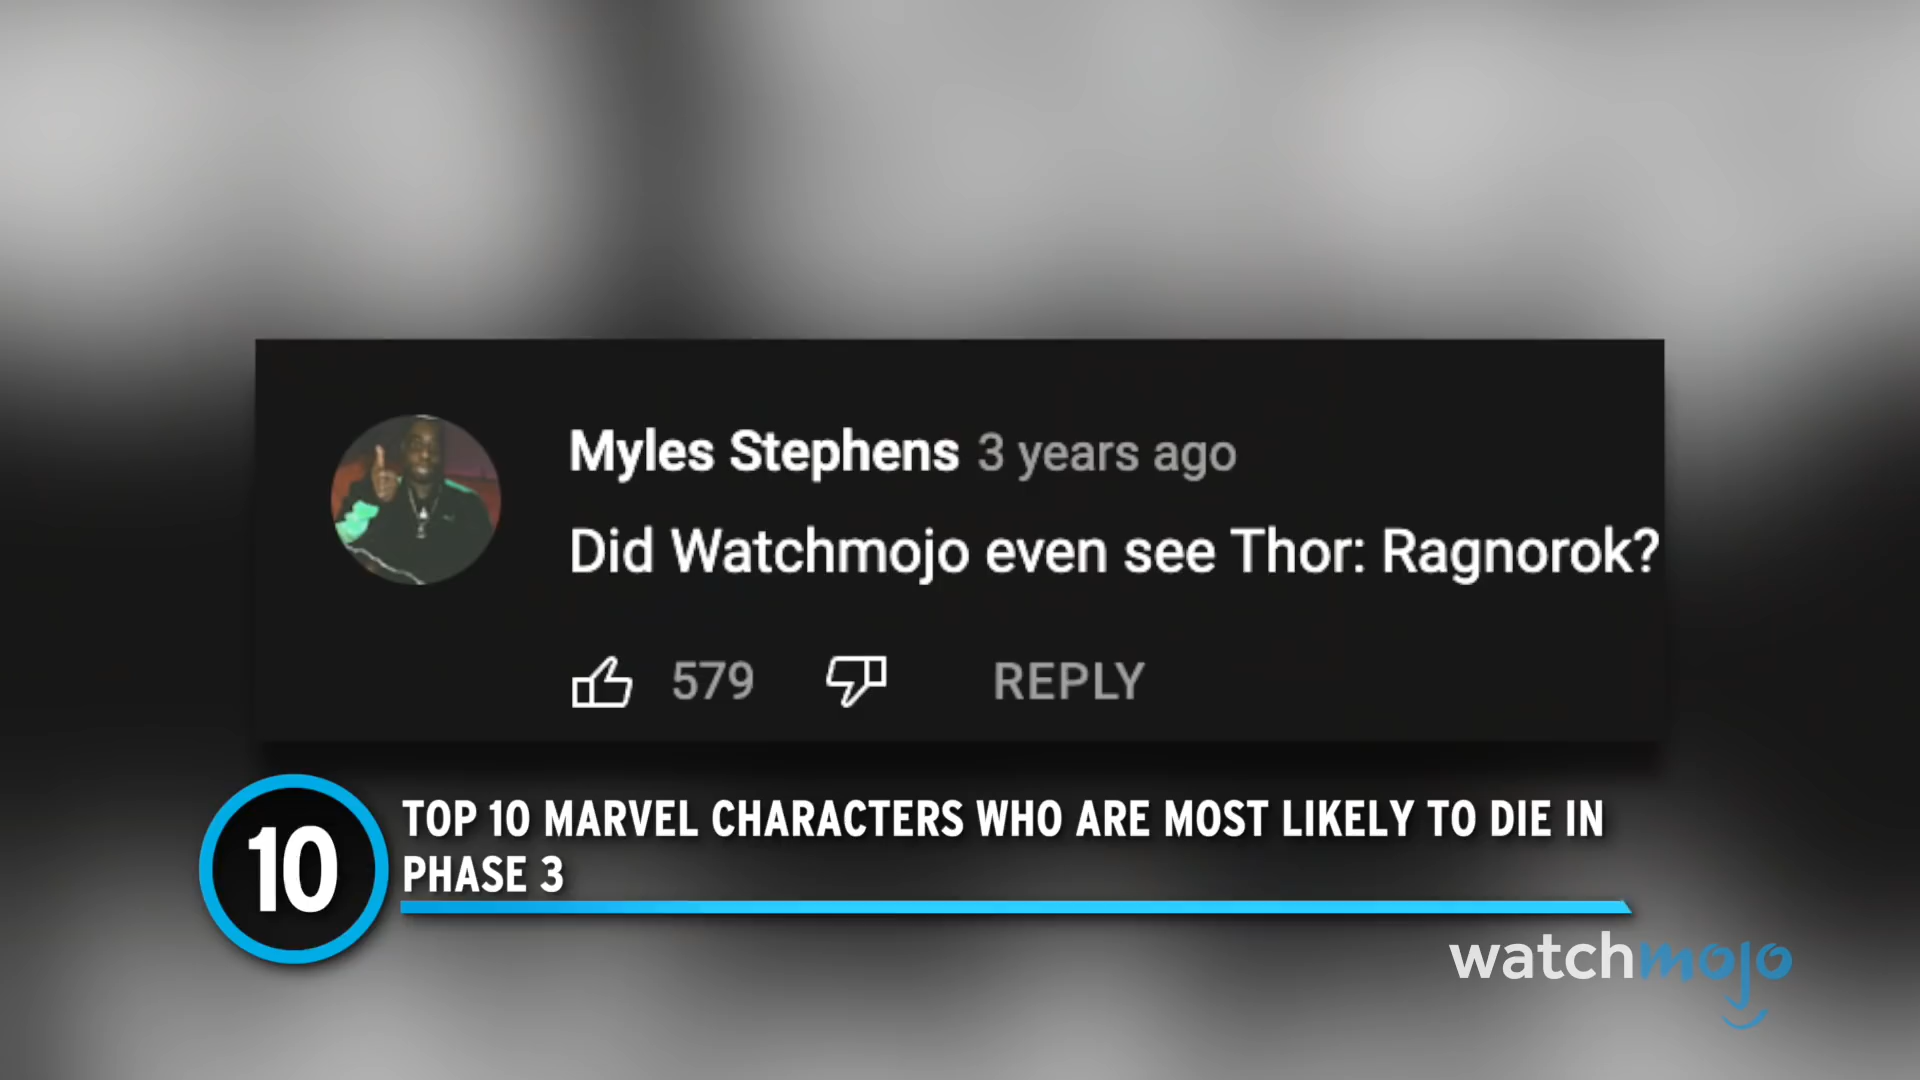 Myles Stephens 3 years ago
Did Watchmojo even see Thor: Ragnorok?
579 REPLY
10
TOP 10 MARVEL CHARACTERS WHO ARE MOST LIKELY TO DIE IN
PHASE 3
watchmojo